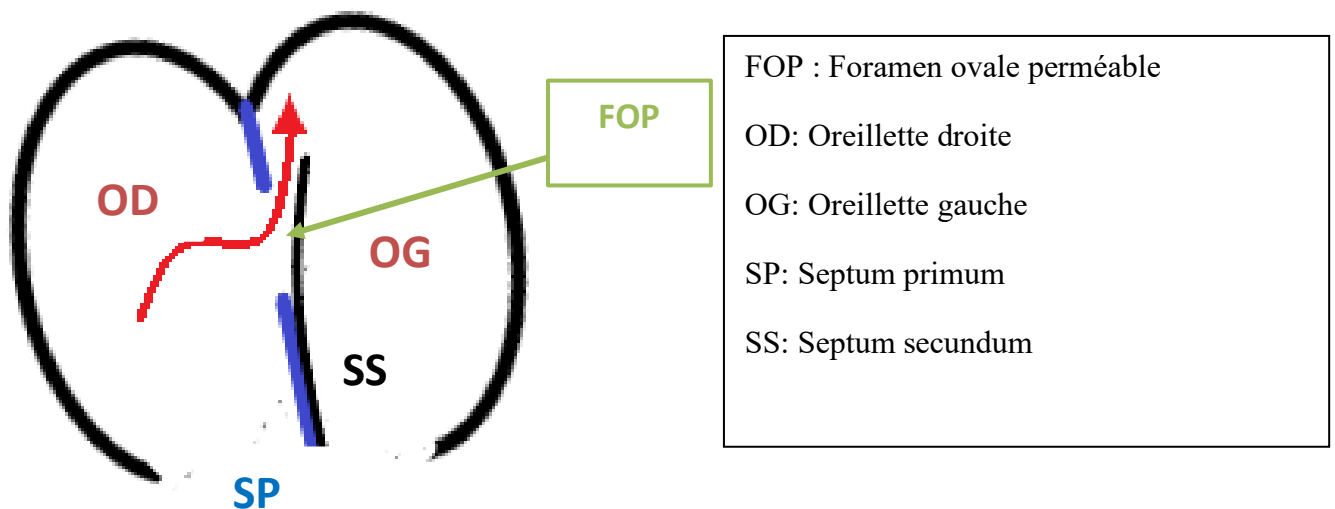 FOP
OD
OG
SS
SP
FOP : Foramen ovale perméable
OD: Oreillette droite
OG: Oreillette gauche
SP: Septum primum
SS: Septum secundum